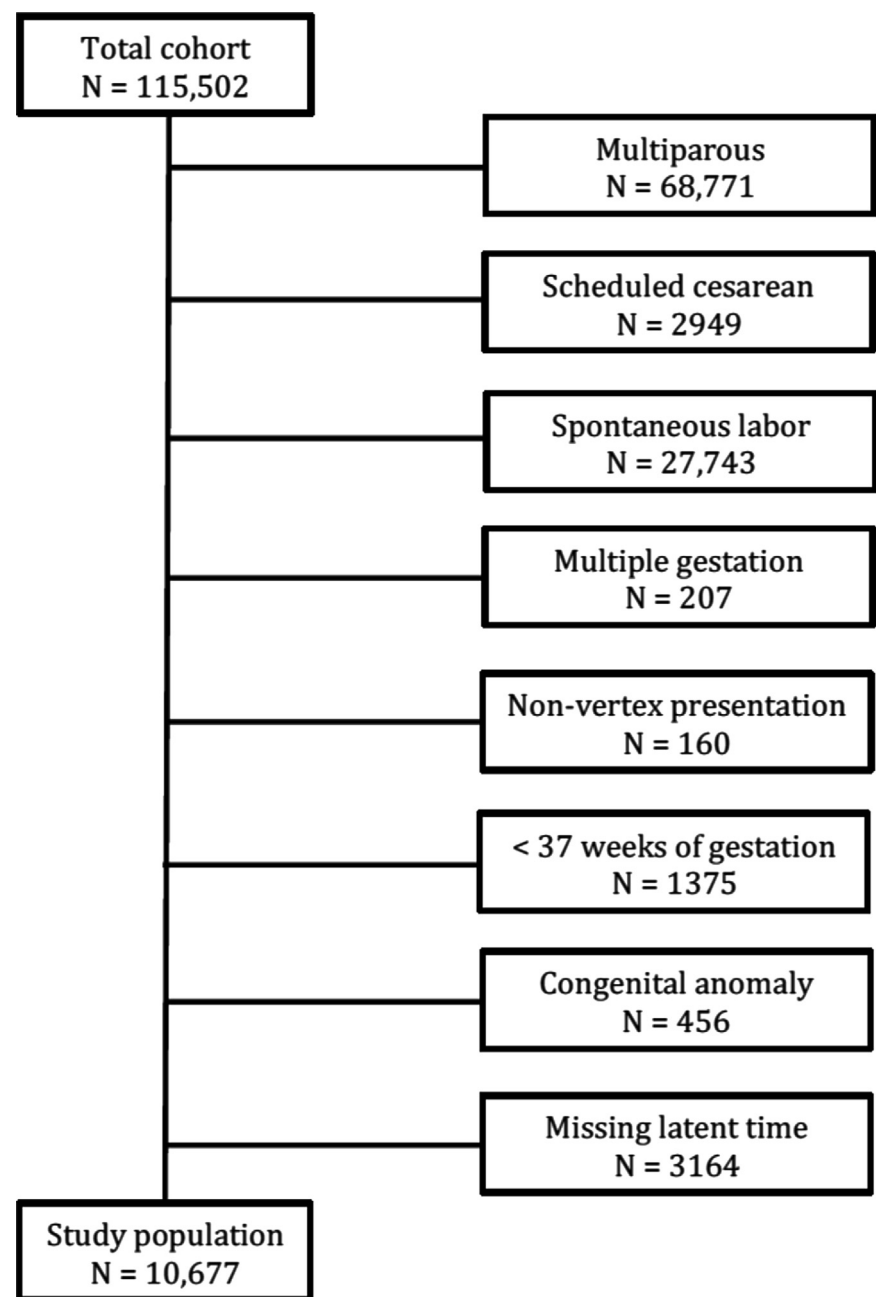 Total cohort
N = 115,502
Multiparous
N = 68,771
Scheduled cesarean
N = 2949
Spontaneous labor
N = 27,743
Multiple gestation
N = 207
Non-vertex presentation
N = 160
< 37 weeks of gestation
N = 1375
Congenital anomaly
N = 456
Missing latent time
N = 3164
Study population
N = 10,677